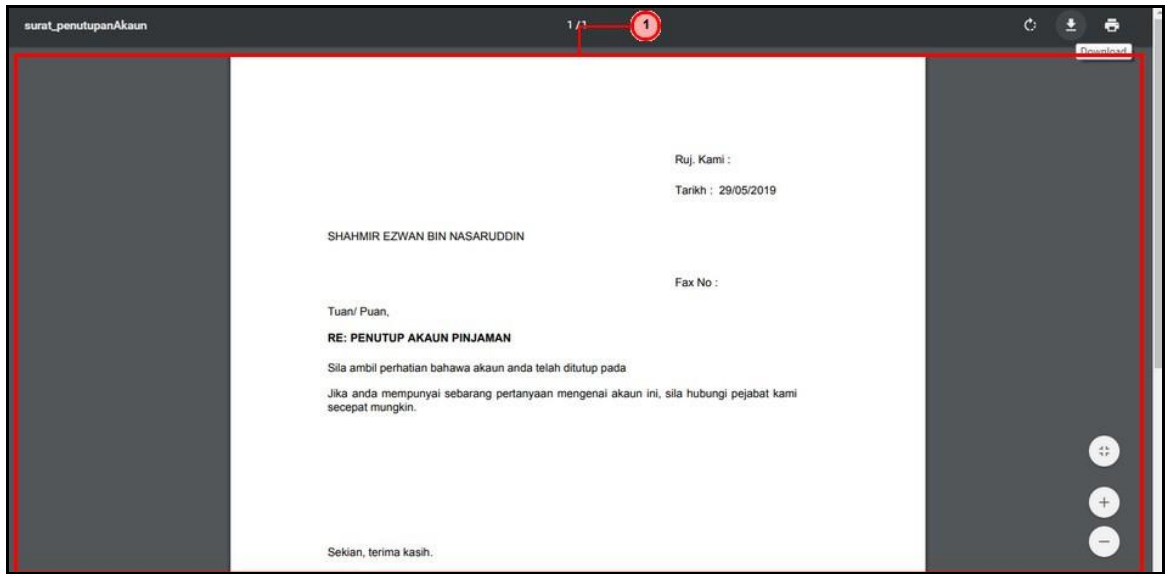 surat_penutupanAkaun
1 / 1
1
Download
Ruj. Kami :
Tarikh : 29/05/2019
SHAHMIR EZWAN BIN NASARUDDIN
Fax No :
Tuan/ Puan,
RE: PENUTUP AKAUN PINJAMAN
Sila ambil perhatian bahawa akaun anda telah ditutup pada
Jika anda mempunyai sebarang pertanyaan mengenai akaun ini, sila hubungi pejabat kami
secepat mungkin.
Sekian, terima kasih.